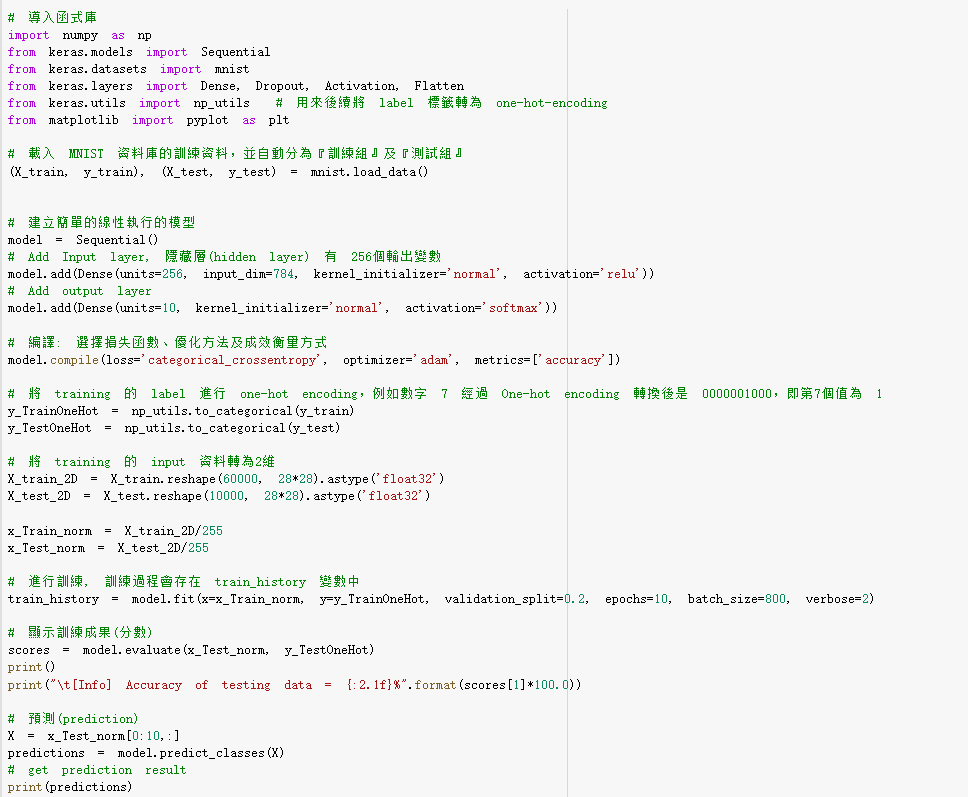 # 導入函式庫
import numpy as np
from keras.models import Sequential
from keras.datasets import mnist
from keras.layers import Dense, Dropout, Activation, Flatten
from keras.utils import np_utils # 用來後續將 label 標籤轉為 one-hot-encoding
from matplotlib import pyplot as plt
# 載入 MNIST 資料庫的訓練資料，並自動分為『訓練組』及『測試組』
(X_train, y_train), (X_test, y_test) = mnist.load_data()
# 建立簡單的線性執行的模型
model = Sequential()
# Add Input layer, 隱藏層(hidden layer) 有 256個輸出變數
model.add(Dense(units=256, input_dim=784, kernel_initializer='normal', activation='relu'))
# Add output layer
model.add(Dense(units=10, kernel_initializer='normal', activation='softmax'))
# 編譯: 選擇損失函數、優化方法及成效衡量方式
model.compile(loss='categorical_crossentropy', optimizer='adam', metrics=['accuracy'])
# 將 training 的 label 進行 one-hot encoding，例如數字 7 經過 One-hot encoding 轉換後是 0000001000，即第7個值為 1
y_TrainOneHot = np_utils.to_categorical(y_train)
y_TestOneHot = np_utils.to_categorical(y_test)
# 將 training 的 input 資料轉為2維
X_train_2D = X_train.reshape(60000, 28*28).astype('float32')
X_test_2D = X_test.reshape(10000, 28*28).astype('float32')
x_Train_norm = X_train_2D/255
x_Test_norm = X_test_2D/255
# 進行訓練, 訓練過程會存在 train_history 變數中
train_history = model.fit(x=x_Train_norm, y=y_TrainOneHot, validation_split=0.2, epochs=10, batch_size=800, verbose=2)
# 顯示訓練成果(分數)
scores = model.evaluate(x_Test_norm, y_TestOneHot)
print()
print("\t[Info] Accuracy of testing data = {:2.1f}%".format(scores[1]*100.0))
# 預測(prediction)
X = x_Test_norm[0:10,:]
predictions = model.predict_classes(X)
# get prediction result
print(predictions)